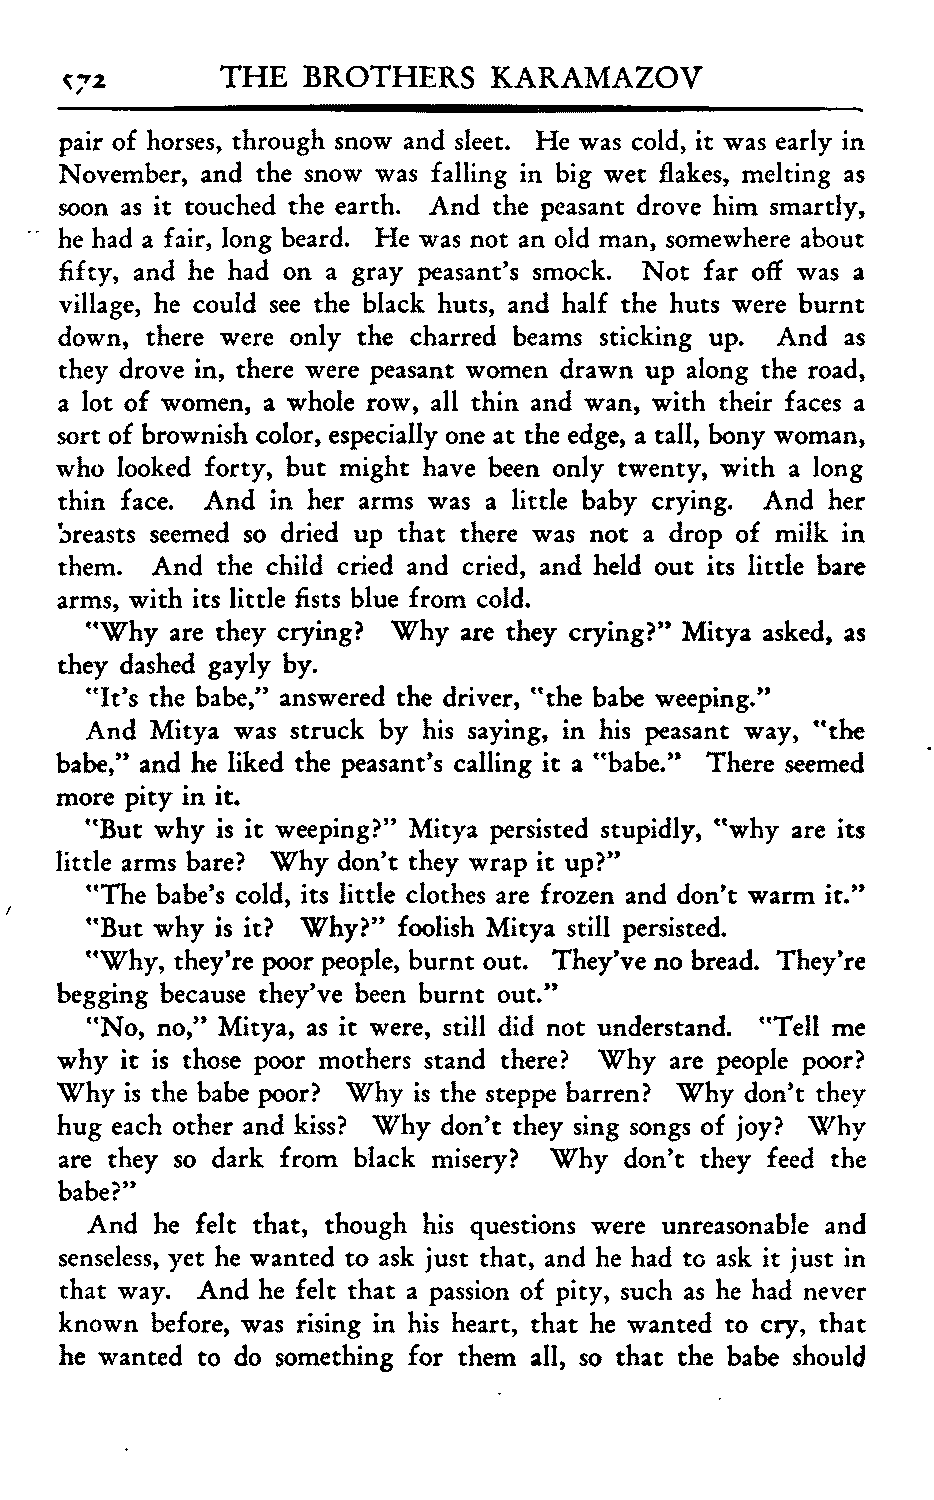 572 THE BROTHERS KARAMAZOV
pair of horses, through snow and sleet. He was cold, it was early in
November, and the snow was falling in big wet flakes, melting as
soon as it touched the earth. And the peasant drove him smartly,
he had a fair, long beard. He was not an old man, somewhere about
fifty, and he had on a gray peasant's smock. Not far off was a
village, he could see the black huts, and half the huts were burnt
down, there were only the charred beams sticking up. And as
they drove in, there were peasant women drawn up along the road,
a lot of women, a whole row, all thin and wan, with their faces a
sort of brownish color, especially one at the edge, a tall, bony woman,
who looked forty, but might have been only twenty, with a long
thin face. And in her arms was a little baby crying. And her
breasts seemed so dried up that there was not a drop of milk in
them. And the child cried and cried, and held out its little bare
arms, with its little fists blue from cold.
"Why are they crying? Why are they crying?" Mitya asked, as
they dashed gayly by.
"It's the babe," answered the driver, "the babe weeping."
And Mitya was struck by his saying, in his peasant way, "the
babe," and he liked the peasant's calling it a "babe." There seemed
more pity in it.
"But why is it weeping?" Mitya persisted stupidly, "why are its
little arms bare? Why don't they wrap it up?"
"The babe's cold, its little clothes are frozen and don't warm it."
"But why is it? Why?" foolish Mitya still persisted.
"Why, they're poor people, burnt out. They've no bread. They're
begging because they've been burnt out."
"No, no," Mitya, as it were, still did not understand. "Tell me
why it is those poor mothers stand there? Why are people poor?
Why is the babe poor? Why is the steppe barren? Why don't they
hug each other and kiss? Why don't they sing songs of joy? Why
are they so dark from black misery? Why don't they feed the
babe?"
And he felt that, though his questions were unreasonable and
senseless, yet he wanted to ask just that, and he had to ask it just in
that way. And he felt that a passion of pity, such as he had never
known before, was rising in his heart, that he wanted to cry, that
he wanted to do something for them all, so that the babe should